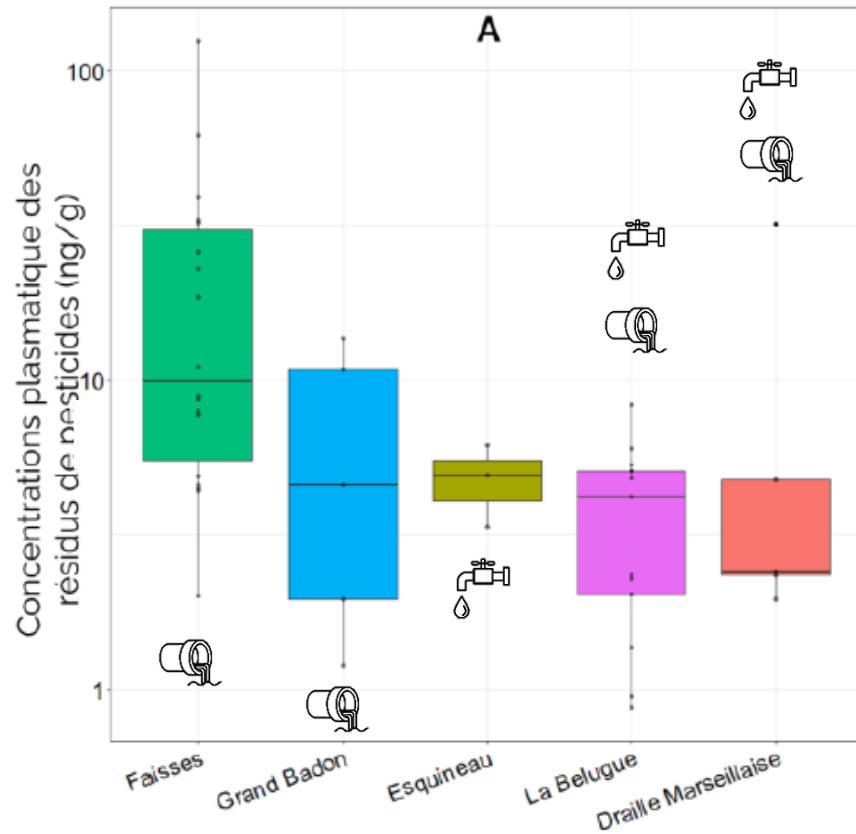 A
Concentrations plasmatique des
résidus de pesticides (ng/g)
100
10
1
Faisses
Grand Badon
Esquineau
La Belugue
Draille Marseillaise